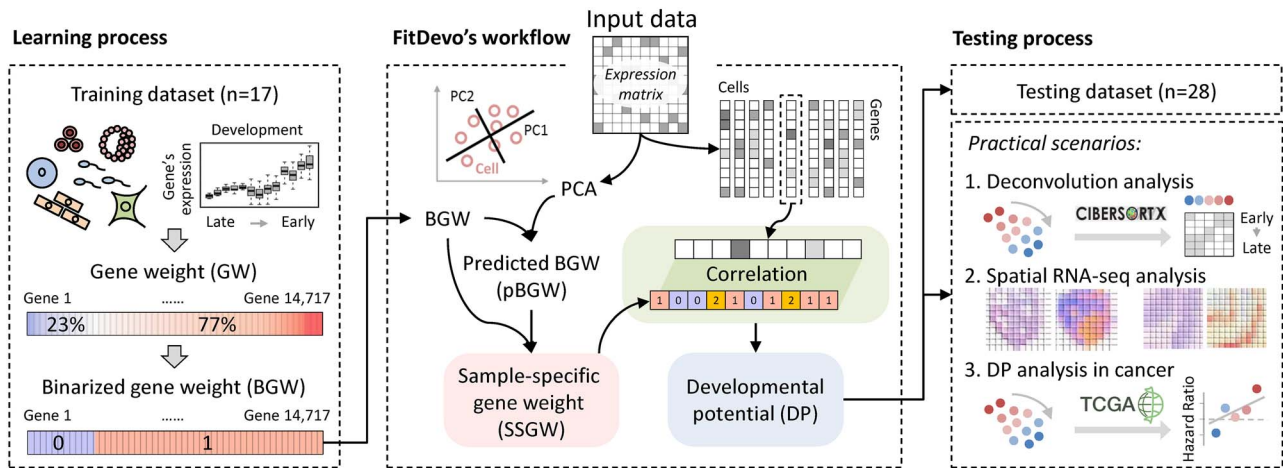 Learning process
Training dataset (n=17)
Development
Gene's
expression
Late
Early
Gene weight (GW)
Gene 1
......
Gene 14,717
23%
77%
Binarized gene weight (BGW)
Gene 1
......
Gene 14,717
0
1
FitDevo's workflow
Input data
Expression
matrix
PC2
PC1
Cell
PCA
Cells
Genes
BGW
Predicted BGW
(pBGW)
Correlation
1 0 0 2 1 0 1 2 1 1
Sample-specific
gene weight
(SSGW)
Developmental
potential (DP)
Testing process
Testing dataset (n=28)
Practical scenarios:
1. Deconvolution analysis
CIBERSORTX
Early
Late
2. Spatial RNA-seq analysis
3. DP analysis in cancer
TCGA
Hazard Ratio